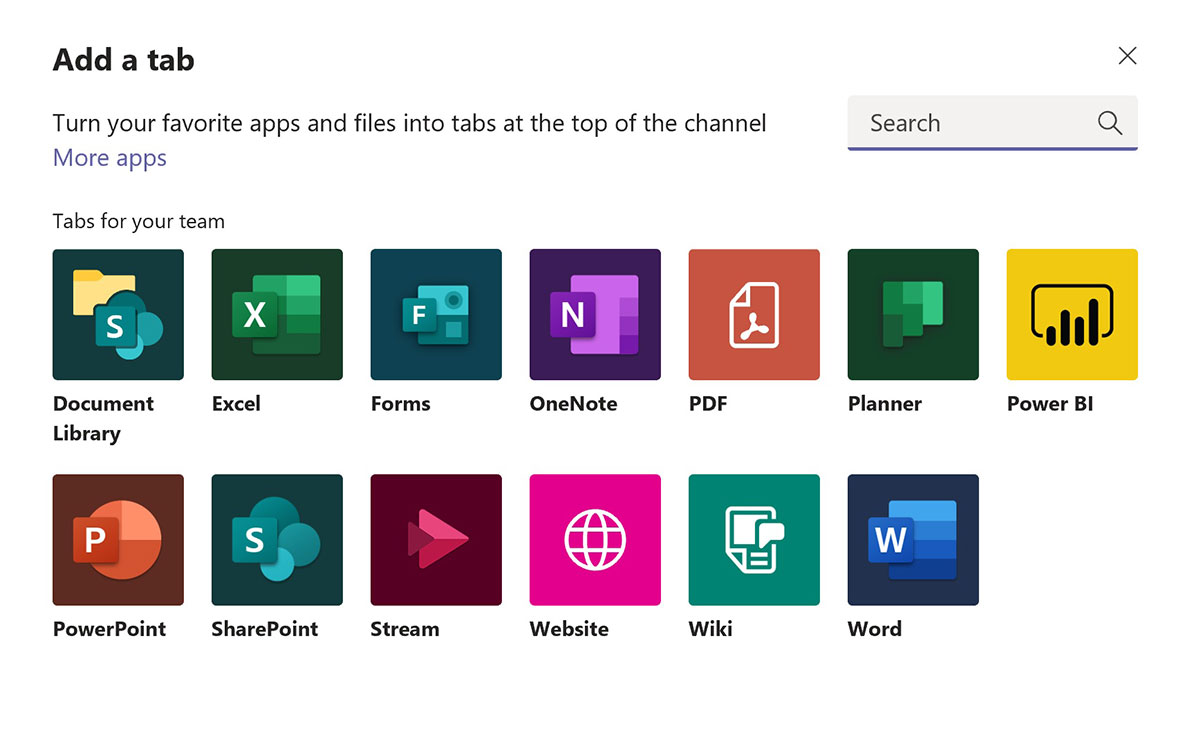 Add a tab
Turn your favorite apps and files into tabs at the top of the channel
More apps
Search
Tabs for your team
S
X
F
N
Document
Library
Excel
Forms
OneNote
PDF
Planner
Power BI
P
S
W
PowerPoint
SharePoint
Stream
Website
Wiki
Word